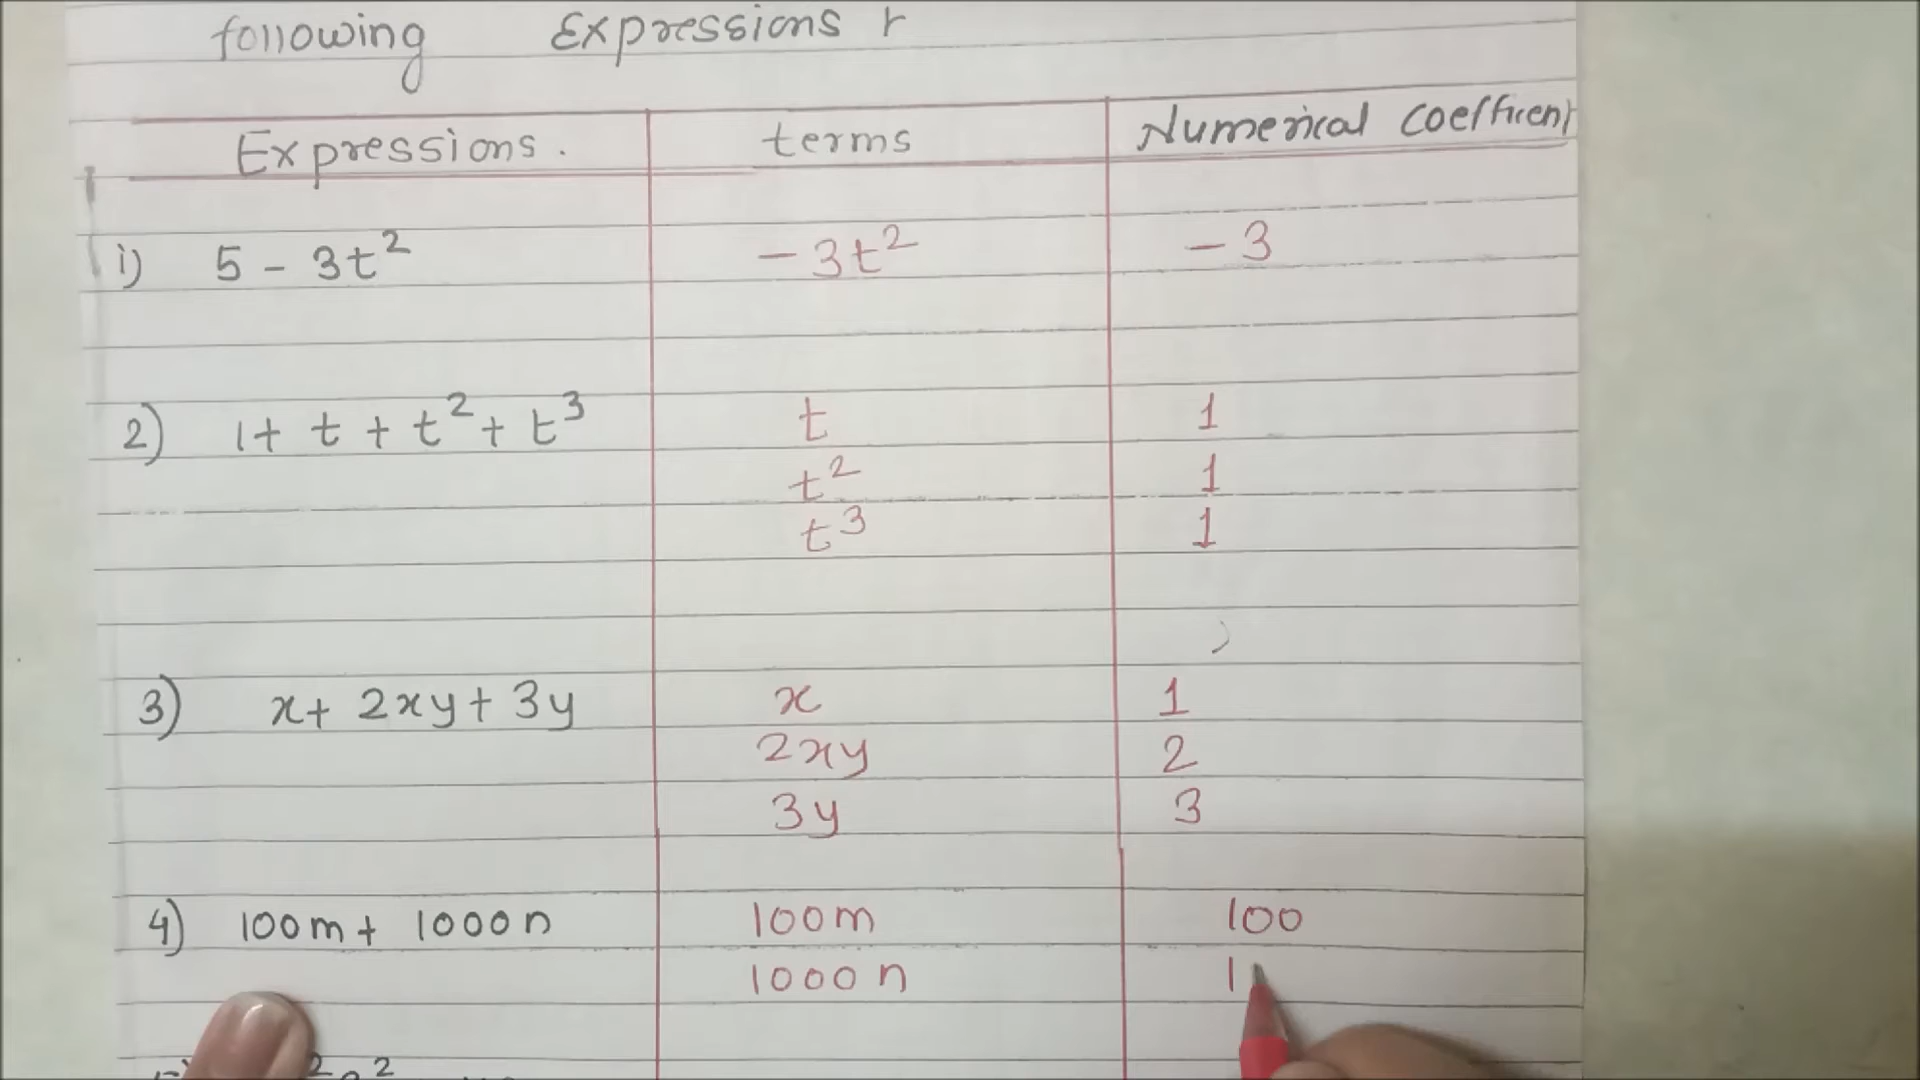 following Expressions
Expressions. terms Numerical coefficient
i) 5 - 3t² - 3t² - 3
2) 1 + t + t² + t³ t 1
t² 1
t³ 1
3) x + 2xy + 3y x 1
2xy 2
3y 3
4) 100m + 1000n 100m 100
1000n 1